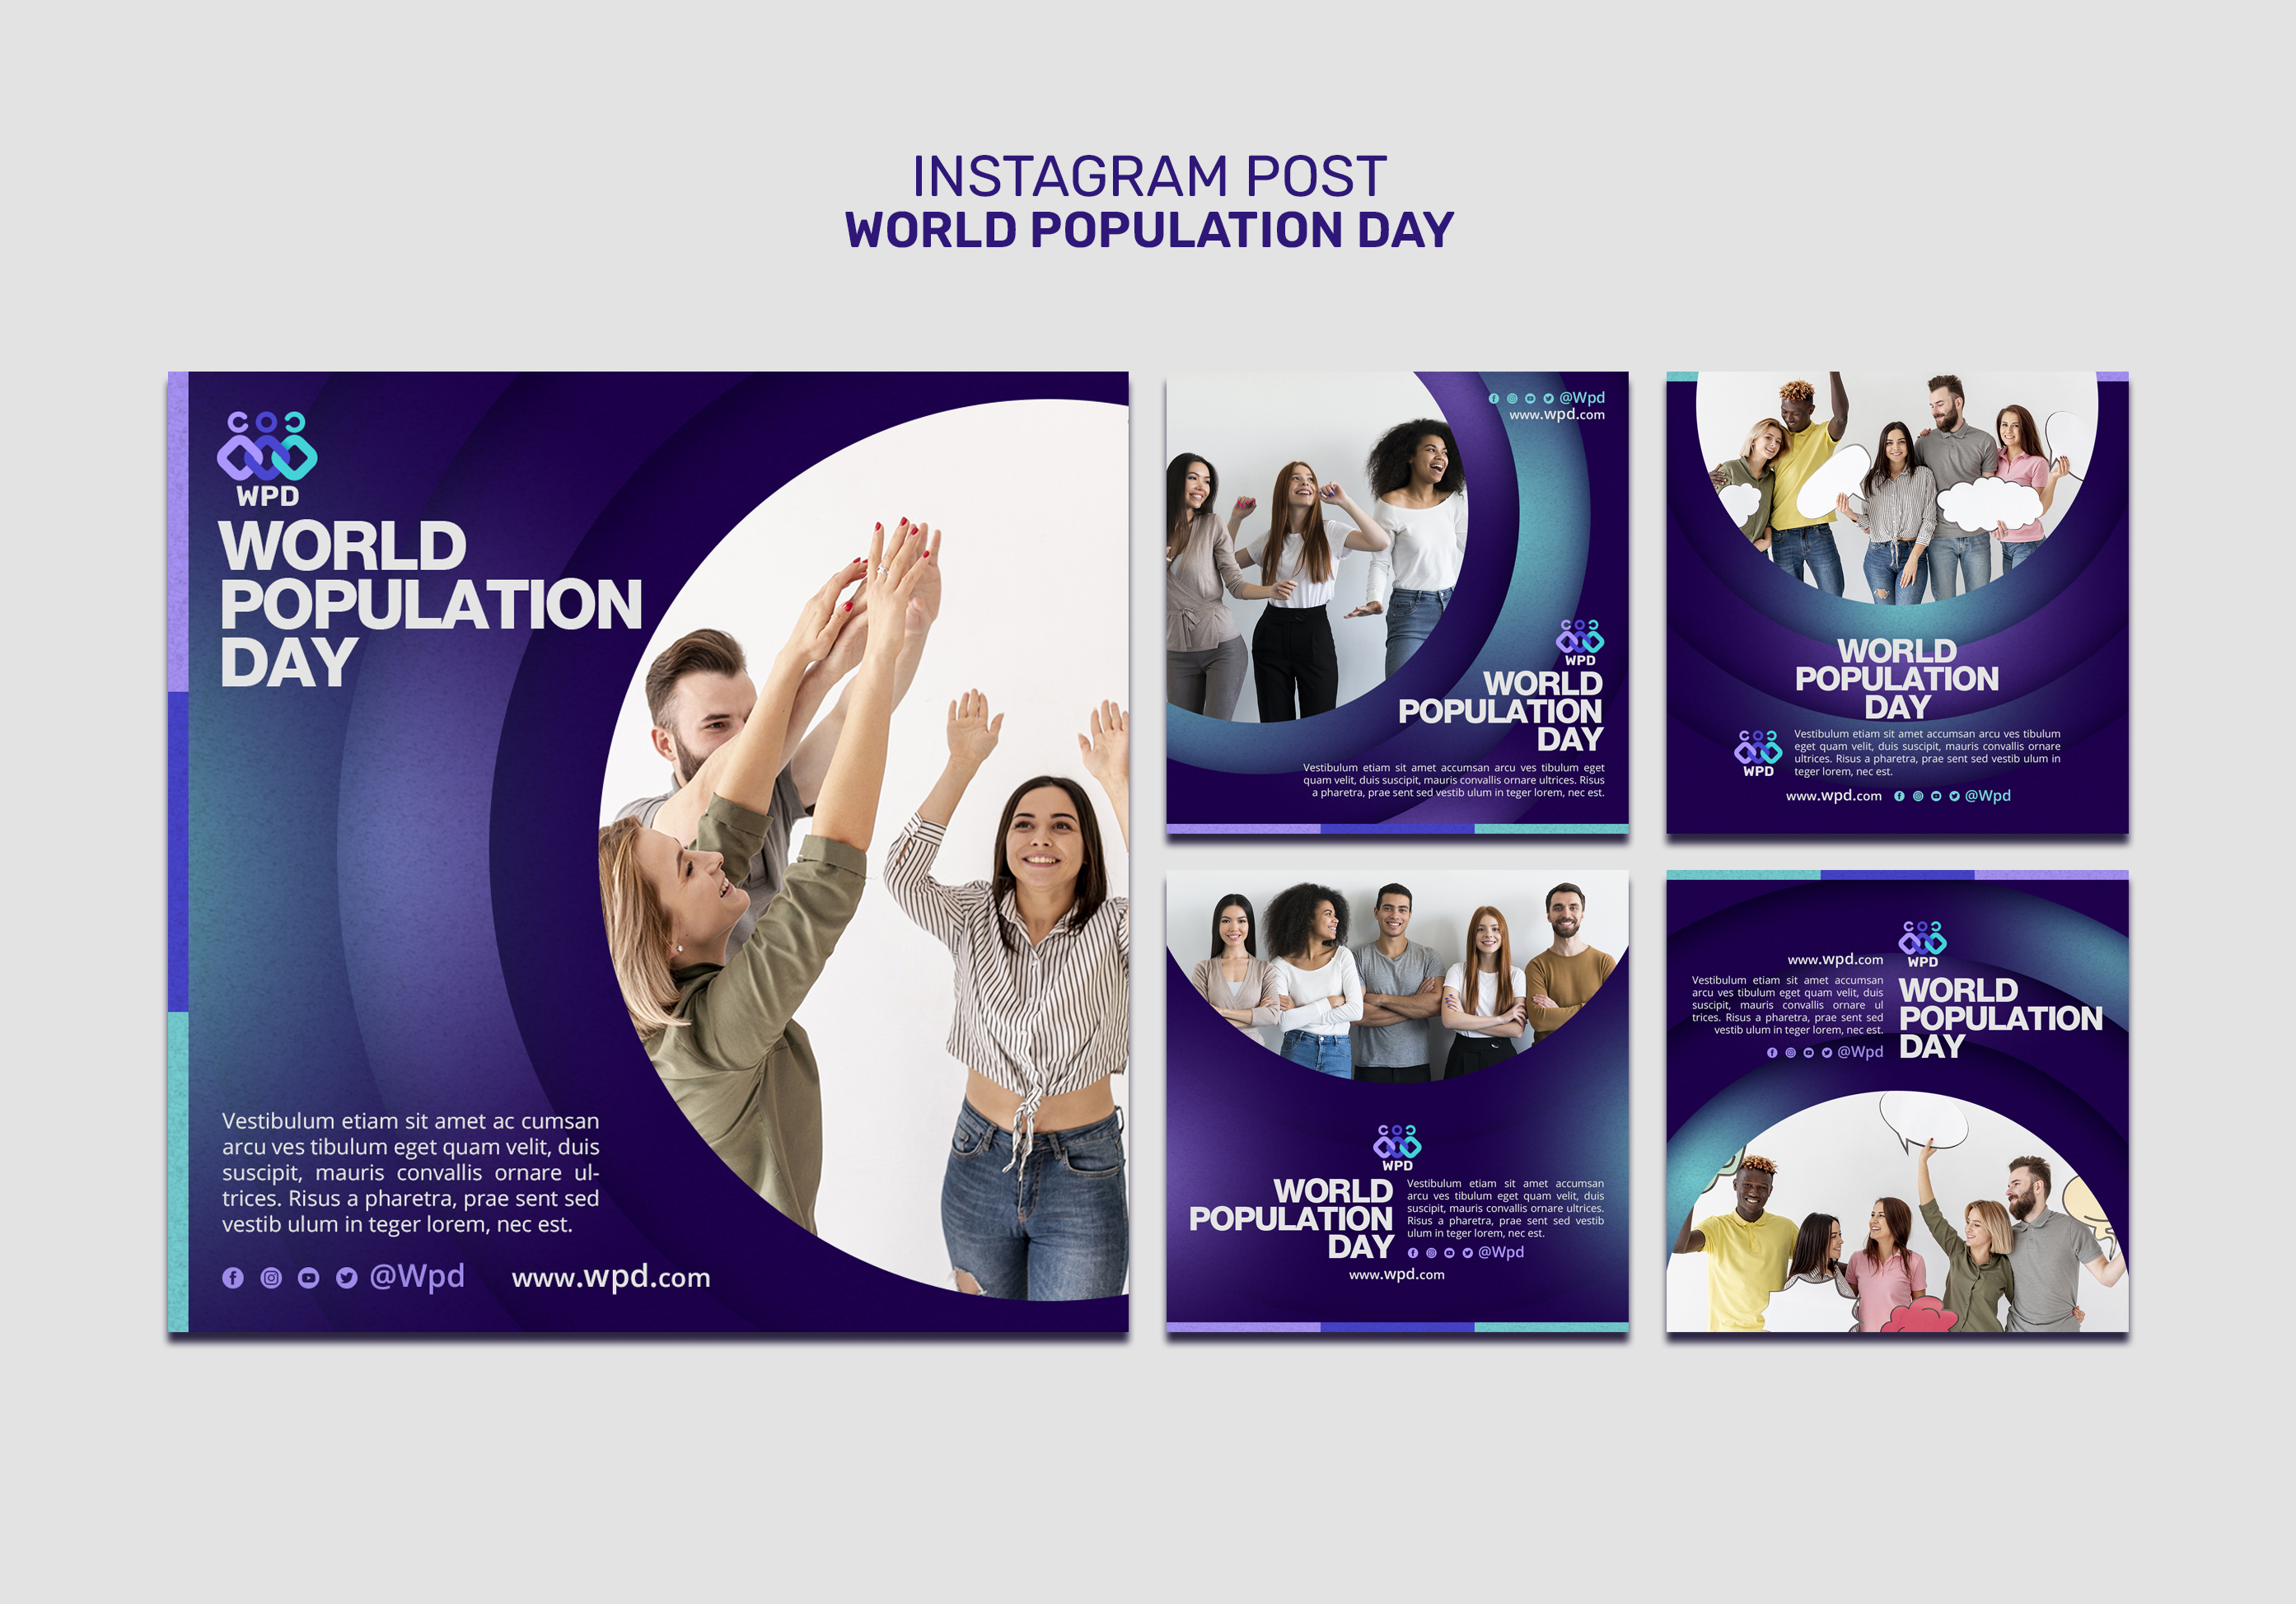 INSTAGRAM POST
WORLD POPULATION DAY
WPD
WORLD
POPULATION
DAY
Vestibulum etiam sit amet ac cumsan
arcu ves tibulum eget quam velit, duis
suscipit, mauris convallis ornare ul-
trices. Risus a pharetra, prae sent sed
vestib ulum in teger lorem, nec est.
@Wpd www.wpd.com
@Wpd
www.wpd.com
WPD
WORLD
POPULATION
DAY
Vestibulum etiam sit amet accumsan arcu ves tibulum eget
quam velit, duis suscipit, mauris convallis ornare ultrices. Risus
a pharetra, prae sent sed vestib ulum in teger lorem, nec est.
WORLD
POPULATION
DAY
WPD
Vestibulum etiam sit amet accumsan arcu ves tibulum
eget quam velit, duis suscipit, mauris convallis ornare
ultrices. Risus a pharetra, prae sent sed vestib ulum in
teger lorem, nec est.
www.wpd.com @Wpd
WPD
WORLD
POPULATION
DAY
Vestibulum etiam sit amet accumsan
arcu ves tibulum eget quam velit, duis
suscipit, mauris convallis ornare ultrices.
Risus a pharetra, prae sent sed vestib
ulum in teger lorem, nec est.
@Wpd
www.wpd.com
WPD
www.wpd.com
Vestibulum etiam sit amet accumsan
arcu ves tibulum eget quam velit, duis
suscipit, mauris convallis ornare ul
trices. Risus a pharetra, prae sent sed
vestib ulum in teger lorem, nec est.
@Wpd
WORLD
POPULATION
DAY